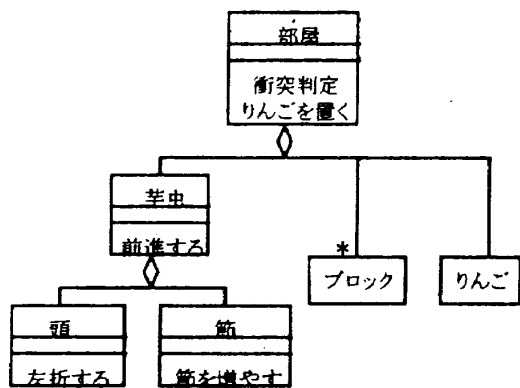 部屋
衝突判定
りんごを置く
芋虫
前進する
*
ブロック
りんご
頭
左折する
節
節を増やす